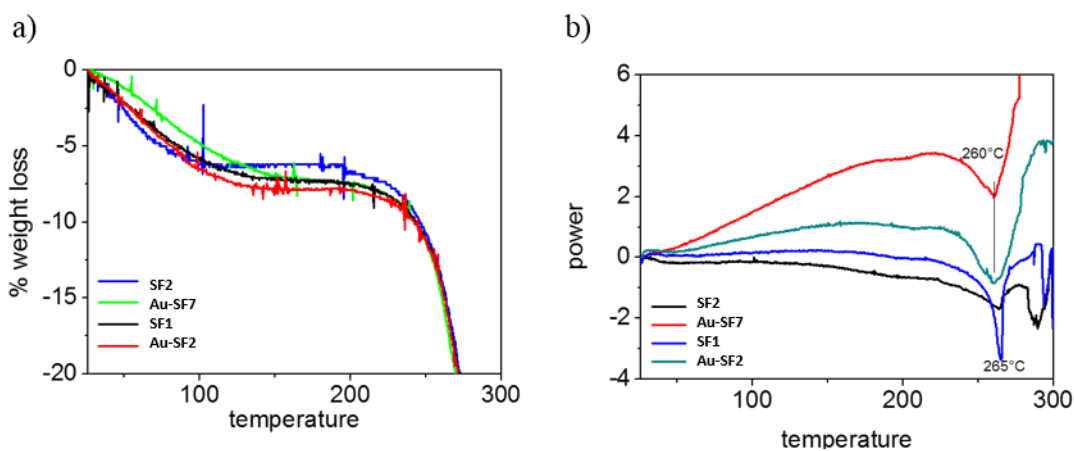 a)
0
-5
-10
-15
-20
% weight loss
SF2
Au-SF7
SF1
Au-SF2
100
200
300
temperature
b)
6
4
2
0
-2
-4
power
260°C
SF2
Au-SF7
SF1
Au-SF2
265°C
100
200
300
temperature